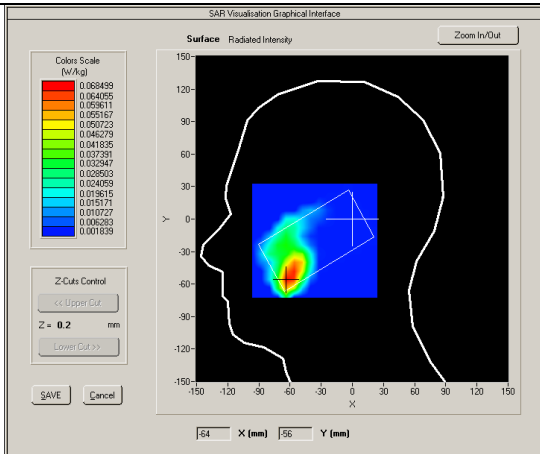 SAR Visualisation Graphical Interface
Surface Radiated Intensity
Zoom In/Out
Colors Scale
(W/kg)
0.068499
0.064055
0.059611
0.055167
0.050723
0.046279
0.041835
0.037391
0.032947
0.028503
0.024059
0.019615
0.015171
0.010727
0.006283
0.001839
Z-Cuts Control
<< Upper Cut
Z = 0.2 mm
Lower Cut >>
SAVE Cancel
150
120
90
60
30
0
-30
-60
-90
-120
-150
Y
-150 -120 -90 -60 -30 0 30 60 90 120 150
X
-64 X (mm) -56 Y (mm)